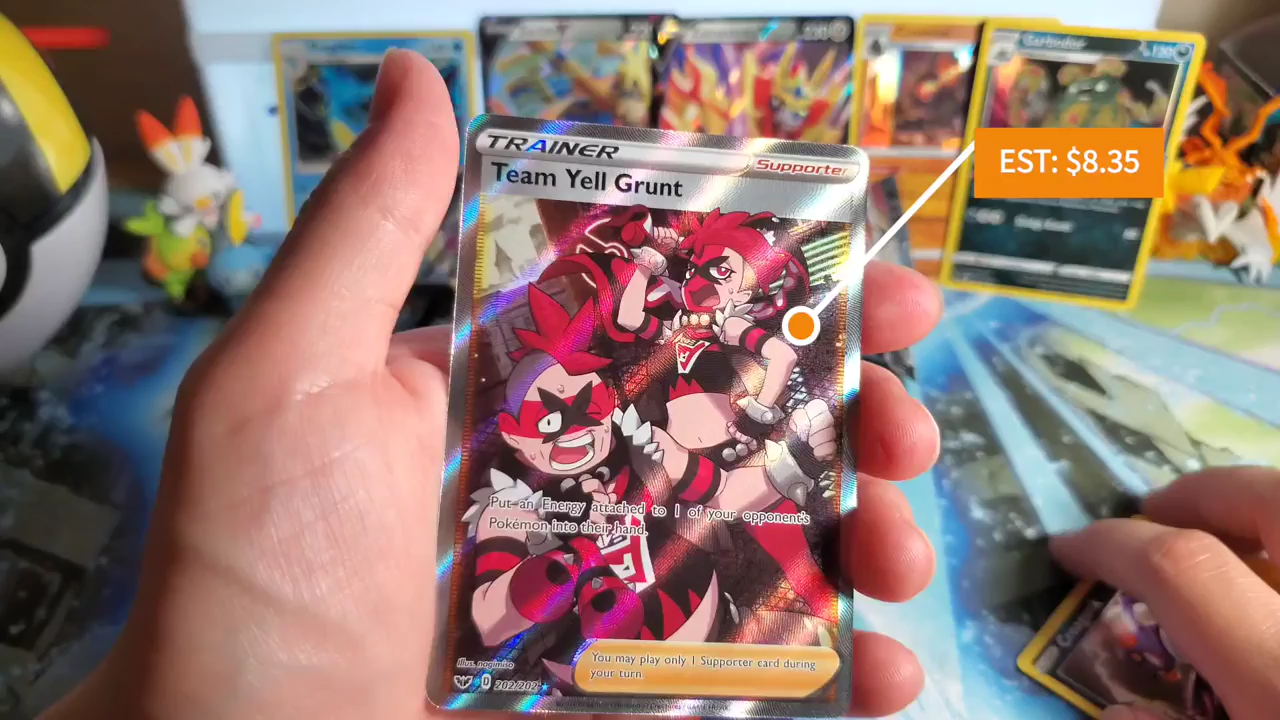 TRAINER
Supporter
Team Yell Grunt
EST: $8.35
Put an Energy attached to 1 of your opponent's
Pokémon into their hand.
You may play only 1 Supporter card during
your turn.
Illus. nagimiso
D 202/202
Garbodor